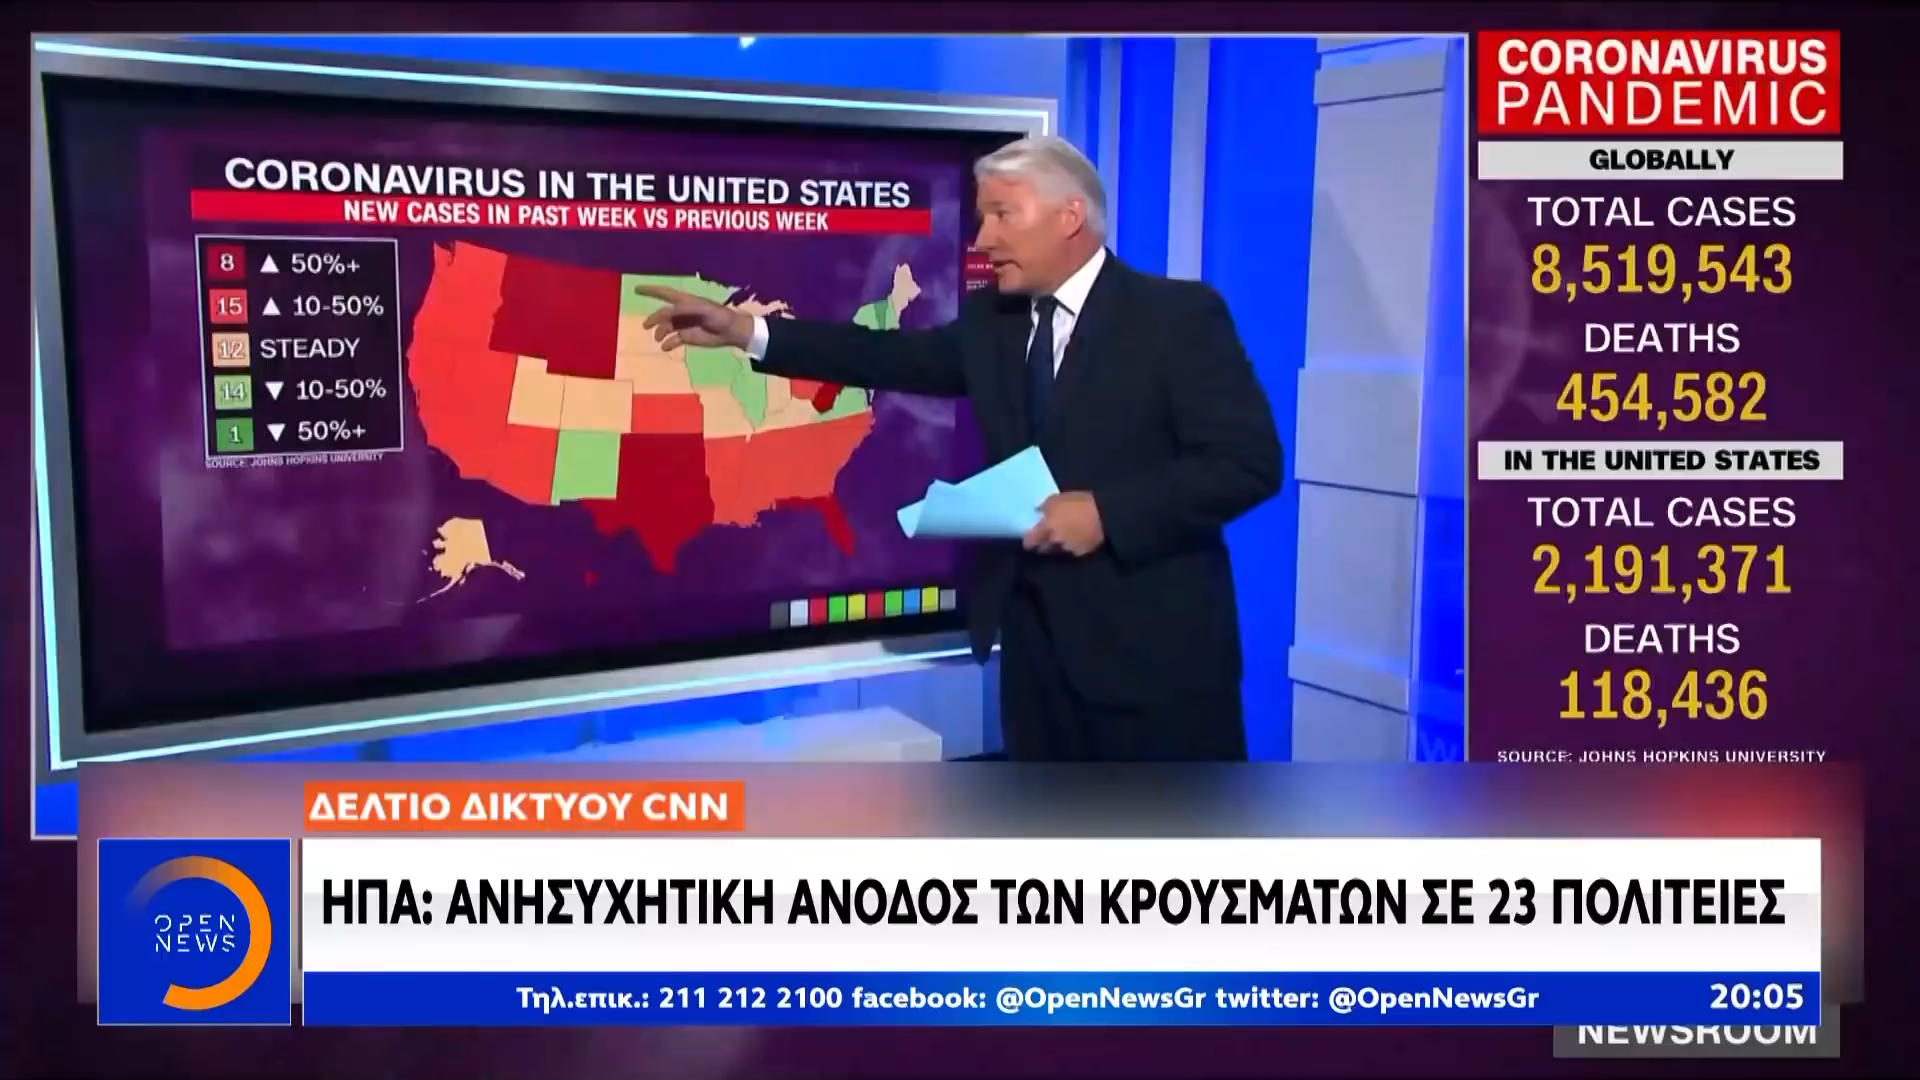 CORONAVIRUS IN THE UNITED STATES
NEW CASES IN PAST WEEK VS PREVIOUS WEEK
8 ▲ 50%+
15 ▲ 10-50%
12 STEADY
14 ▼ 10-50%
1 ▼ 50%+
SOURCE: JOHNS HOPKINS UNIVERSITY
CORONAVIRUS
PANDEMIC
GLOBALLY
TOTAL CASES
8,519,543
DEATHS
454,582
IN THE UNITED STATES
TOTAL CASES
2,191,371
DEATHS
118,436
SOURCE: JOHNS HOPKINS UNIVERSITY
ΔΕΛΤΙΟ ΔΙΚΤΥΟΥ CNN
OPEN
NEWS
ΗΠΑ: ΑΝΗΣΥΧΗΤΙΚΗ ΑΝΟΔΟΣ ΤΩΝ ΚΡΟΥΣΜΑΤΩΝ ΣΕ 23 ΠΟΛΙΤΕΙΕΣ
Τηλ.επικ.: 211 212 2100 facebook: @OpenNewsGr twitter: @OpenNewsGr
20:05
NEWSROOM